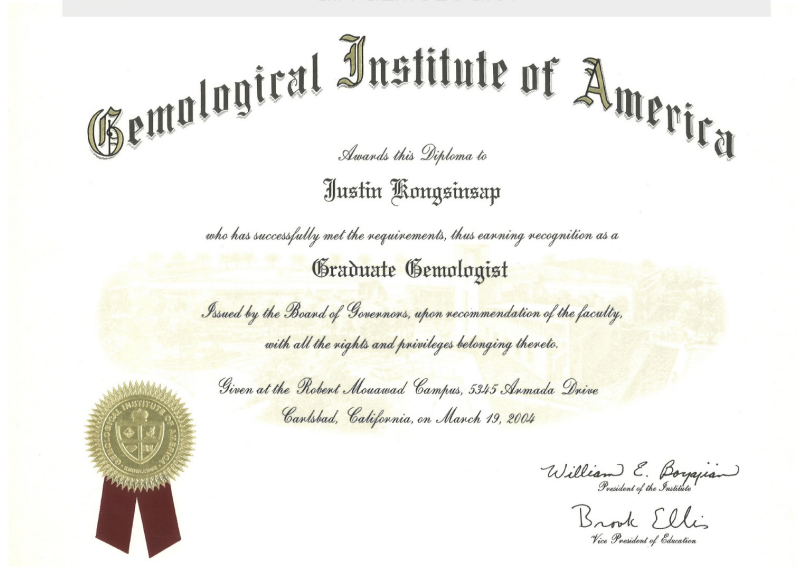 Gemological Institute of America
Awards this Diploma to
Justin Kongsinsap
who has successfully met the requirements, thus earning recognition as a
Graduate Gemologist
Issued by the Board of Governors, upon recommendation of the faculty,
with all the rights and privileges belonging thereto.
Given at the Robert Mouawad Campus, 5345 Armada Drive
Carlsbad, California, on March 19, 2004
William E. Boyajian
President of the Institute
Brook Ellis
Vice President of Education